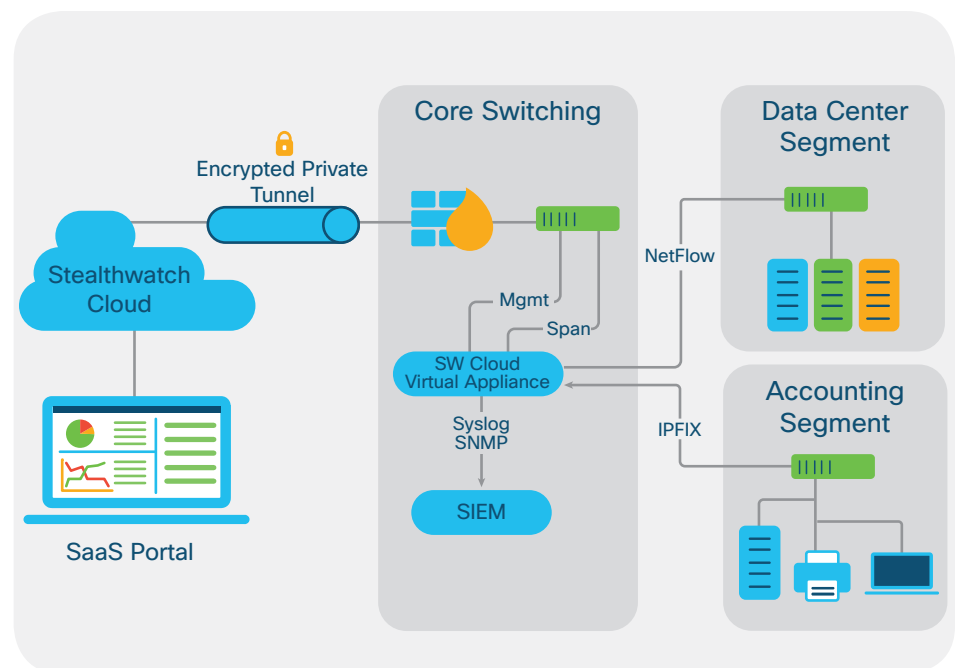 Core Switching
Data Center
Segment
Encrypted Private
Tunnel
Stealthwatch
Cloud
NetFlow
Mgmt
Span
SW Cloud
Virtual Appliance
Accounting
Segment
Syslog
SNMP
IPFIX
SIEM
SaaS Portal